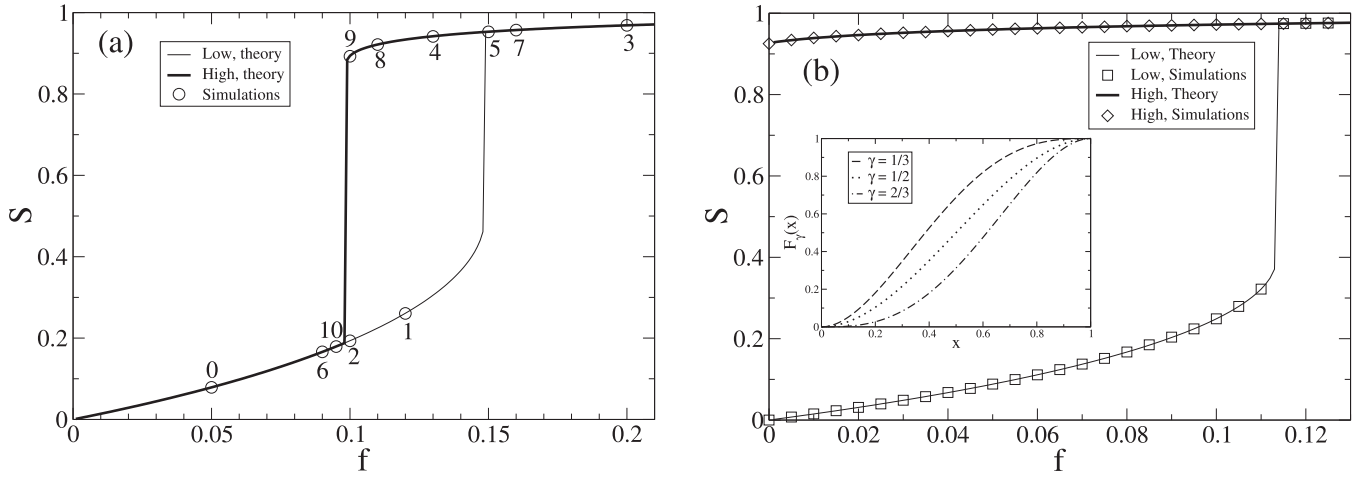 (a)
Low, theory
High, theory
Simulations
S
1
0.8
0.6
0.4
0.2
0
0
0.05
0.1
0.15
0.2
f
0
6
10
2
1
9
8
4
5
7
3
(b)
Low, Theory
Low, Simulations
High, Theory
High, Simulations
S
1
0.8
0.6
0.4
0.2
0
0
0.02
0.04
0.06
0.08
0.1
0.12
f
γ = 1/3
γ = 1/2
γ = 2/3
Fγ(x)
1
0.8
0.6
0.4
0.2
0
0
0.2
0.4
0.6
0.8
1
x